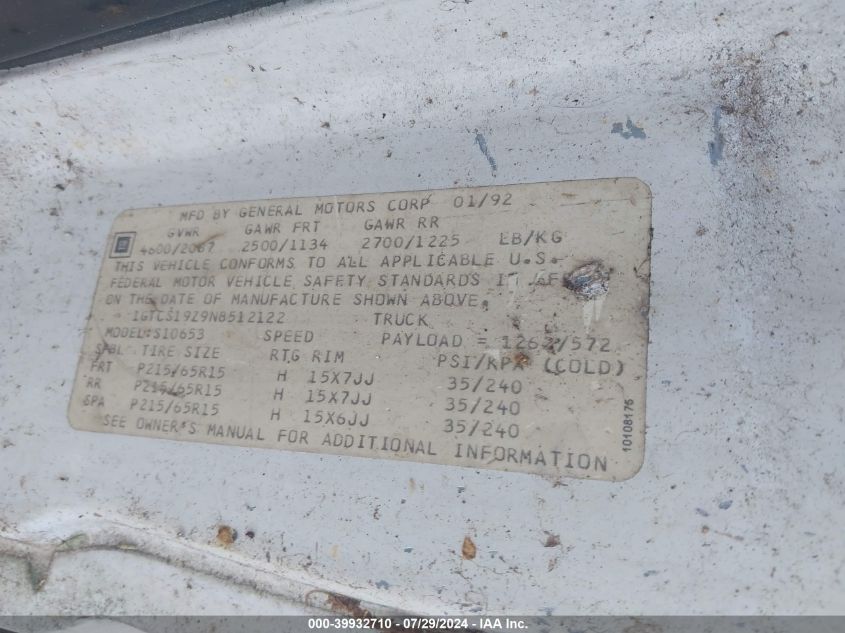 MFD BY GENERAL MOTORS CORP 01/92
GVWR GAWR FRT GAWR RR
GM 4600/2087 2500/1134 2700/1225 LB/KG
THIS VEHICLE CONFORMS TO ALL APPLICABLE U.S.
FEDERAL MOTOR VEHICLE SAFETY STANDARDS
ON THE DATE OF MANUFACTURE SHOWN ABOVE.
1GTCS19Z9N8512122 TRUCK
MODEL:S10653 SPEED PAYLOAD = /572
SMBL TIRE SIZE RTG RIM PSI/KPA (COLD)
FRT P215/65R15 H 15X7JJ 35/240
RR P215/65R15 H 15X7JJ 35/240
SPA P215/65R15 H 15X6JJ 35/240
SEE OWNER'S MANUAL FOR ADDITIONAL INFORMATION
10108175
000-39932710 - 07/29/2024 - IAA Inc.